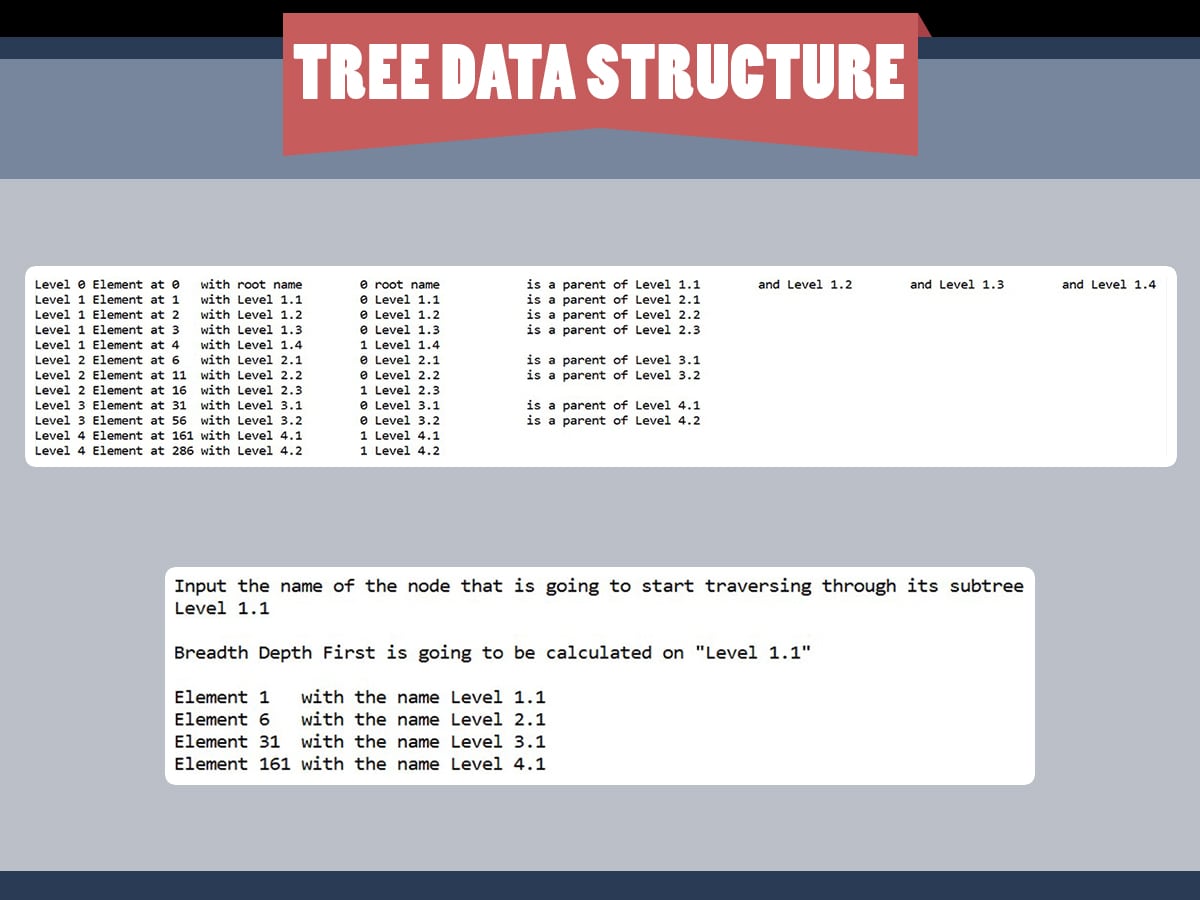 TREE DATA STRUCTURE
Level 0 Element at 0 with root name 0 root name is a parent of Level 1.1 and Level 1.2 and Level 1.3 and Level 1.4
Level 1 Element at 1 with Level 1.1 0 Level 1.1 is a parent of Level 2.1
Level 1 Element at 2 with Level 1.2 0 Level 1.2 is a parent of Level 2.2
Level 1 Element at 3 with Level 1.3 0 Level 1.3 is a parent of Level 2.3
Level 1 Element at 4 with Level 1.4 1 Level 1.4
Level 2 Element at 6 with Level 2.1 0 Level 2.1 is a parent of Level 3.1
Level 2 Element at 11 with Level 2.2 0 Level 2.2 is a parent of Level 3.2
Level 2 Element at 16 with Level 2.3 1 Level 2.3
Level 3 Element at 31 with Level 3.1 0 Level 3.1 is a parent of Level 4.1
Level 3 Element at 56 with Level 3.2 0 Level 3.2 is a parent of Level 4.2
Level 4 Element at 161 with Level 4.1 1 Level 4.1
Level 4 Element at 286 with Level 4.2 1 Level 4.2
Input the name of the node that is going to start traversing through its subtree
Level 1.1
Breadth Depth First is going to be calculated on "Level 1.1"
Element 1 with the name Level 1.1
Element 6 with the name Level 2.1
Element 31 with the name Level 3.1
Element 161 with the name Level 4.1